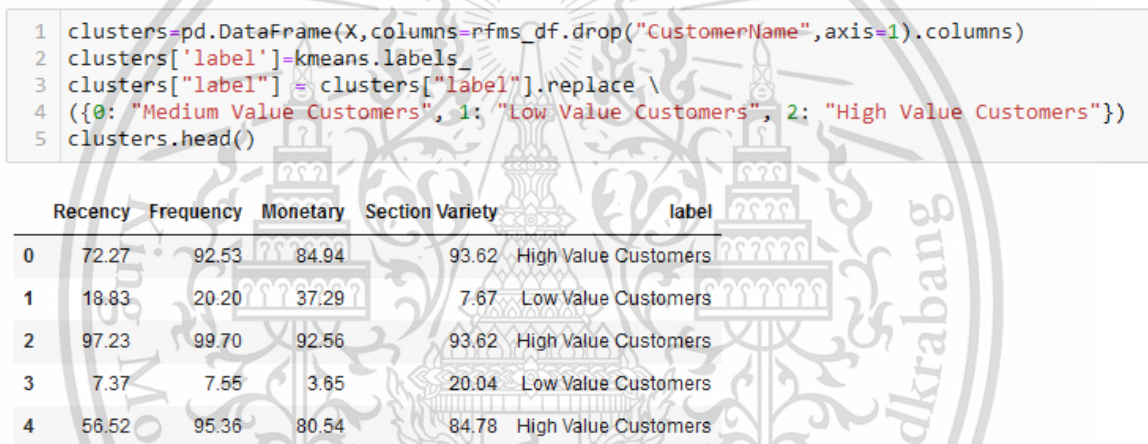 1 clusters=pd.DataFrame(X,columns=rfms_df.drop("CustomerName",axis=1).columns)
2 clusters['label']=kmeans.labels_
3 clusters["label"] = clusters["label"].replace \
4 ({0: "Medium Value Customers", 1: "Low Value Customers", 2: "High Value Customers"})
5 clusters.head()
Recency Frequency Monetary Section Variety label
0 72.27 92.53 84.94 93.62 High Value Customers
1 18.83 20.20 37.29 7.67 Low Value Customers
2 97.23 99.70 92.56 93.62 High Value Customers
3 7.37 7.55 3.65 20.04 Low Value Customers
4 56.52 95.36 80.54 84.78 High Value Customers
King Mo
dkrabang